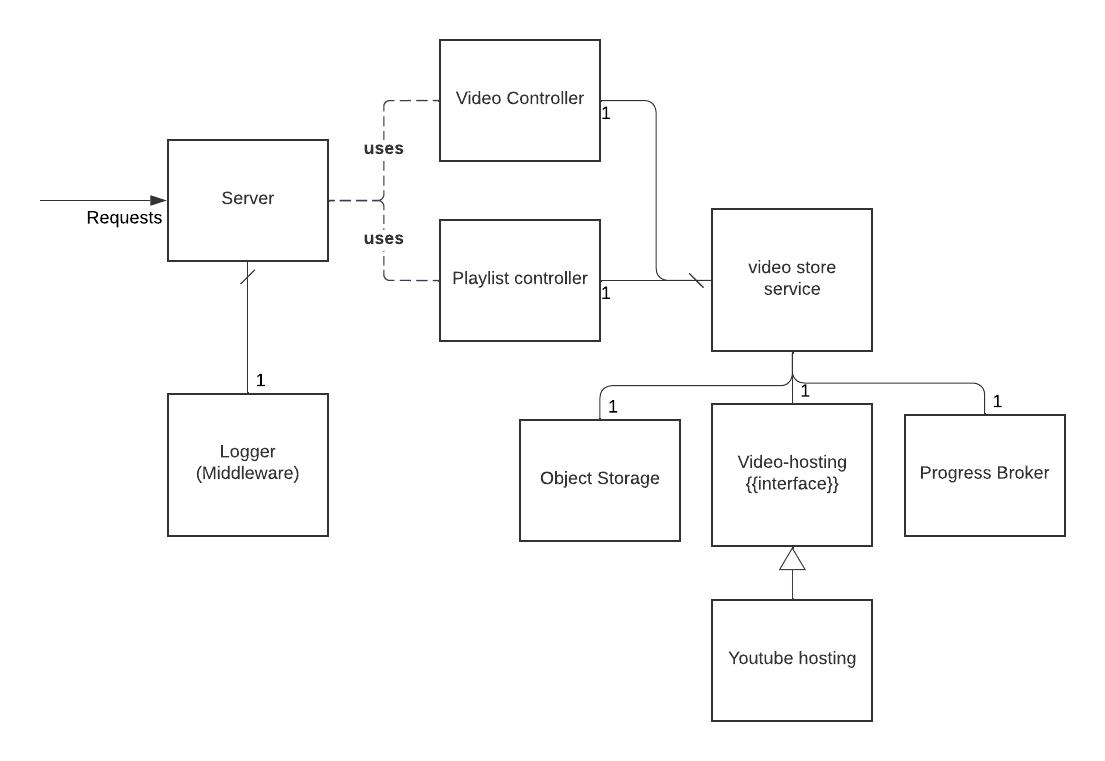 Video Controller
1
uses
Server
Requests
uses
Playlist controller
1
video store
service
1
Logger
(Middleware)
1
Object Storage
1
Video-hosting
{{interface}}
1
Progress Broker
Youtube hosting